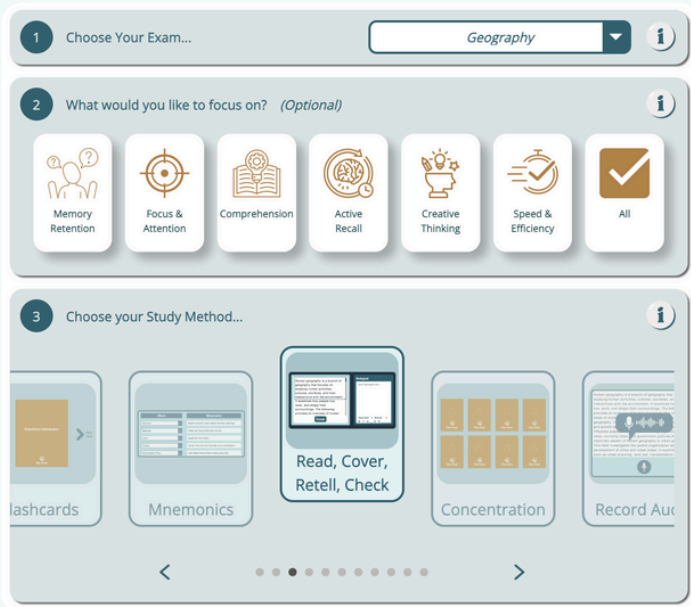 1 Choose Your Exam... Geography i
2 What would you like to focus on? (Optional) i
Memory
Retention
Focus &
Attention
Comprehension
Active
Recall
Creative
Thinking
Speed &
Efficiency
All
3 Choose your Study Method... i
lashcards
Mnemonics
Read, Cover,
Retell, Check
Concentration
Record Aud